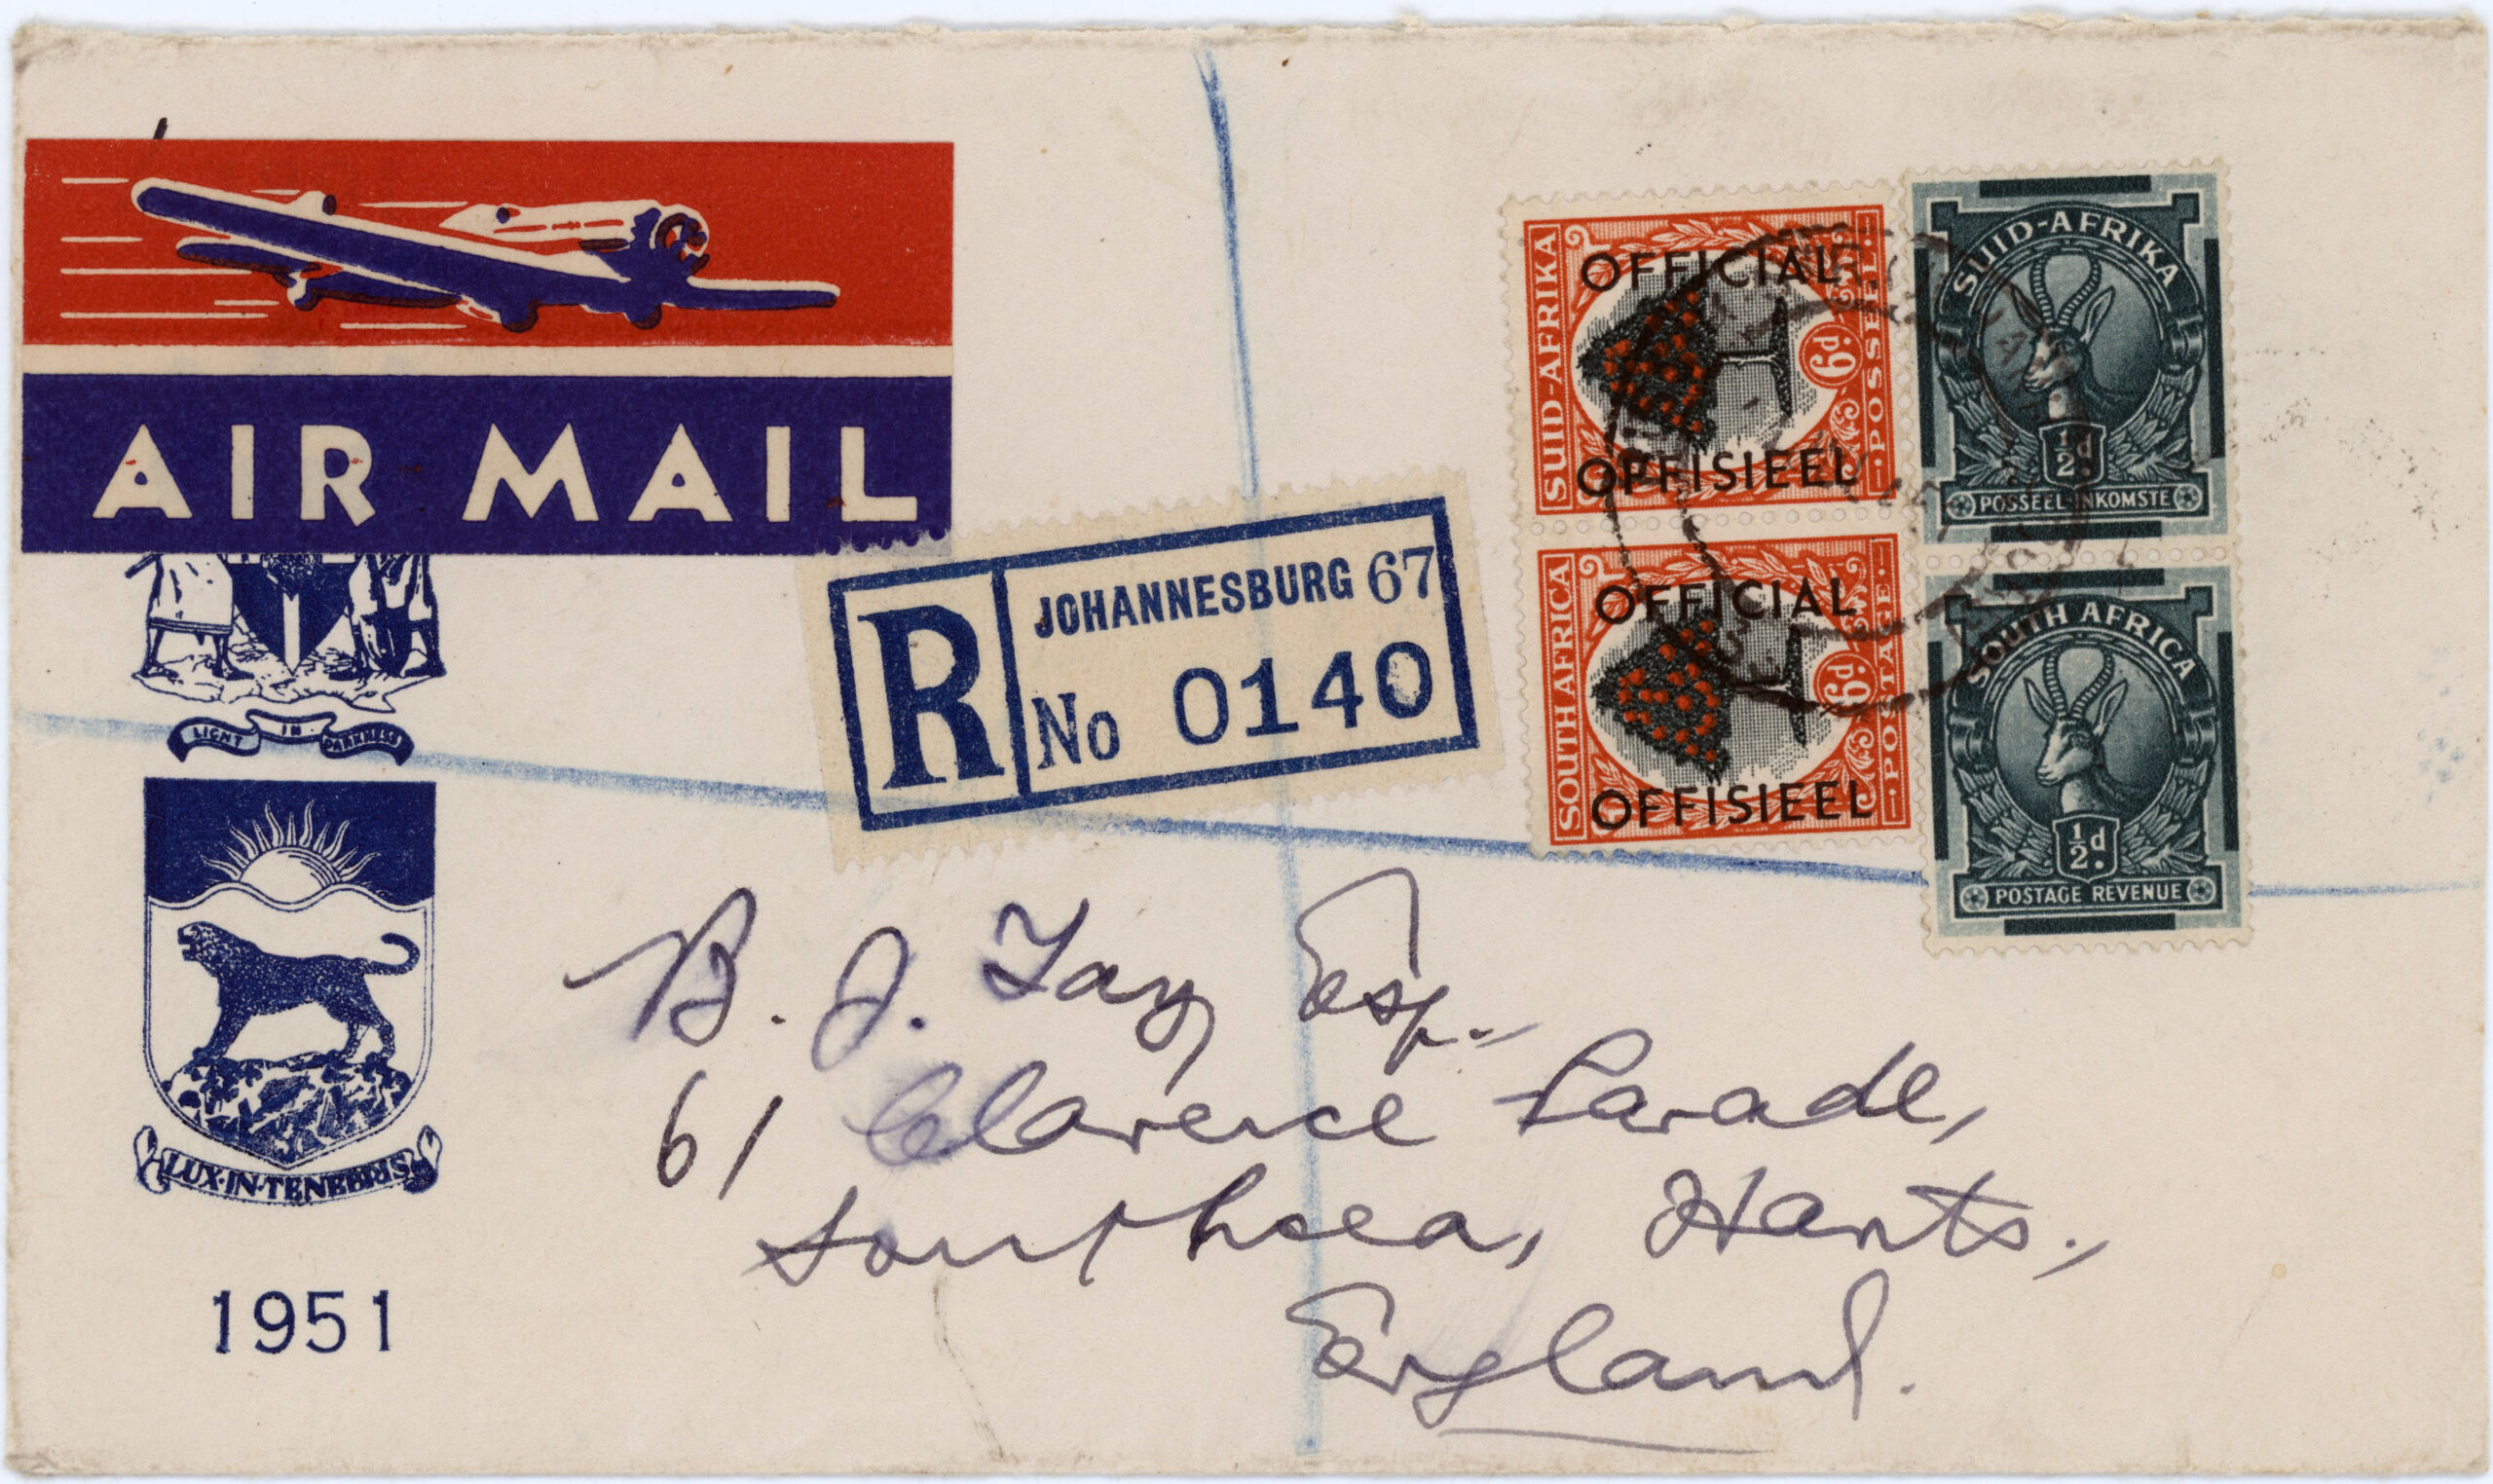 AIR MAIL
LIGHT IN DARKNESS
LUX·IN·TENEBRIS
1951
R
JOHANNESBURG 67
No 0140
SUID-AFRIKA
OFFICIAL
OFFISIEEL
6D.
POSSEEL
SOUTH AFRICA
OFFICIAL
OFFISIEEL
6D.
POSTAGE
SUID-AFRIKA
½d.
POSSEEL-INKOMSTE
SOUTH AFRICA
½d.
POSTAGE REVENUE
B. J. Tay Esq.,
61 Clarence Parade,
Southsea, Hants.,
England.